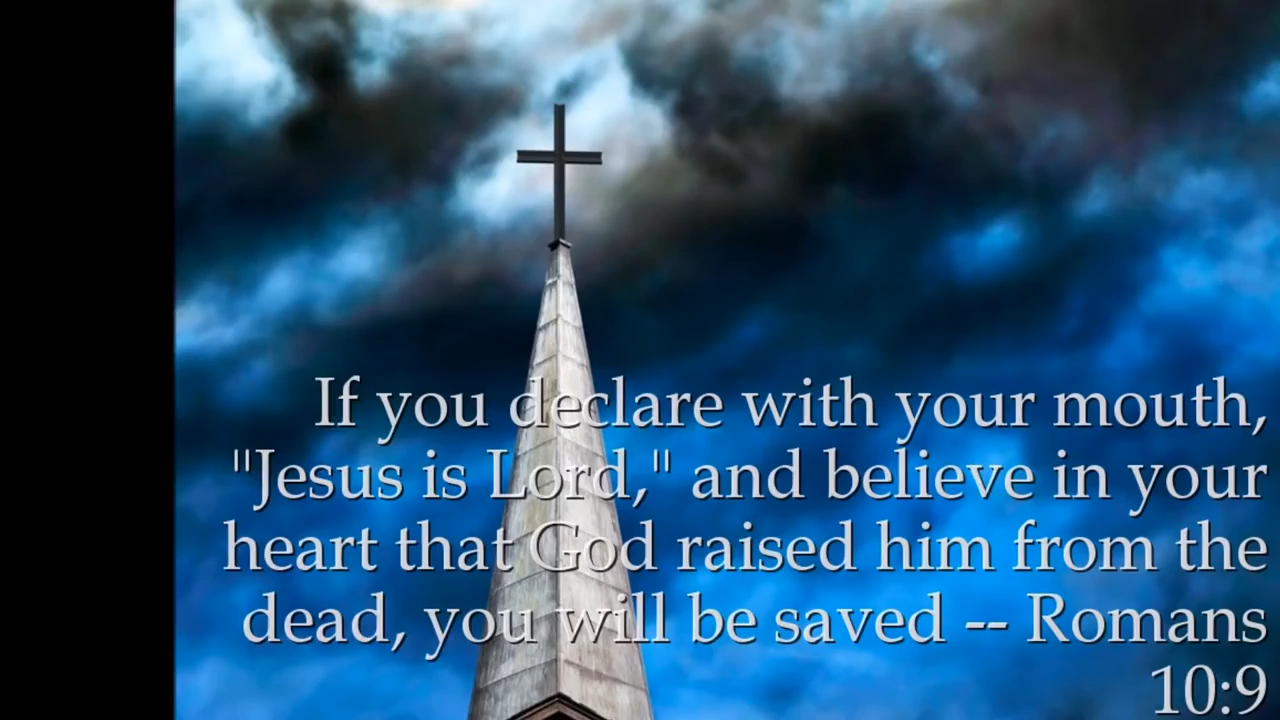 If you declare with your mouth,
"Jesus is Lord," and believe in your
heart that God raised him from the
dead, you will be saved -- Romans
10:9